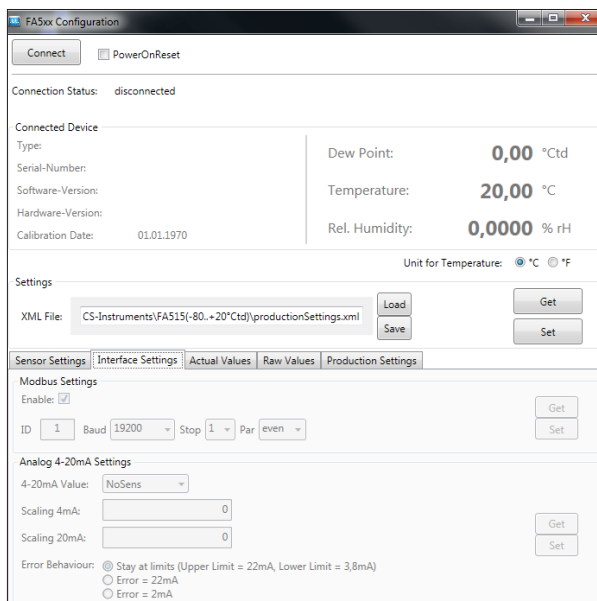 FA5xx Configuration
Connect PowerOnReset
Connection Status: disconnected
Connected Device
Type:
Serial-Number:
Software-Version:
Hardware-Version:
Calibration Date: 01.01.1970
Dew Point: 0,00 °Ctd
Temperature: 20,00 °C
Rel. Humidity: 0,0000 % rH
Unit for Temperature: °C °F
Settings
XML File: CS-Instruments\FA515(-80..+20°Ctd)\productionSettings.xml
Load
Save
Get
Set
Sensor Settings Interface Settings Actual Values Raw Values Production Settings
Modbus Settings
Enable:
ID 1 Baud 19200 Stop 1 Par even
Get
Set
Analog 4-20mA Settings
4-20mA Value: NoSens
Scaling 4mA: 0
Scaling 20mA: 0
Get
Set
Error Behaviour: Stay at limits (Upper Limit = 22mA, Lower Limit = 3,8mA)
Error = 22mA
Error = 2mA